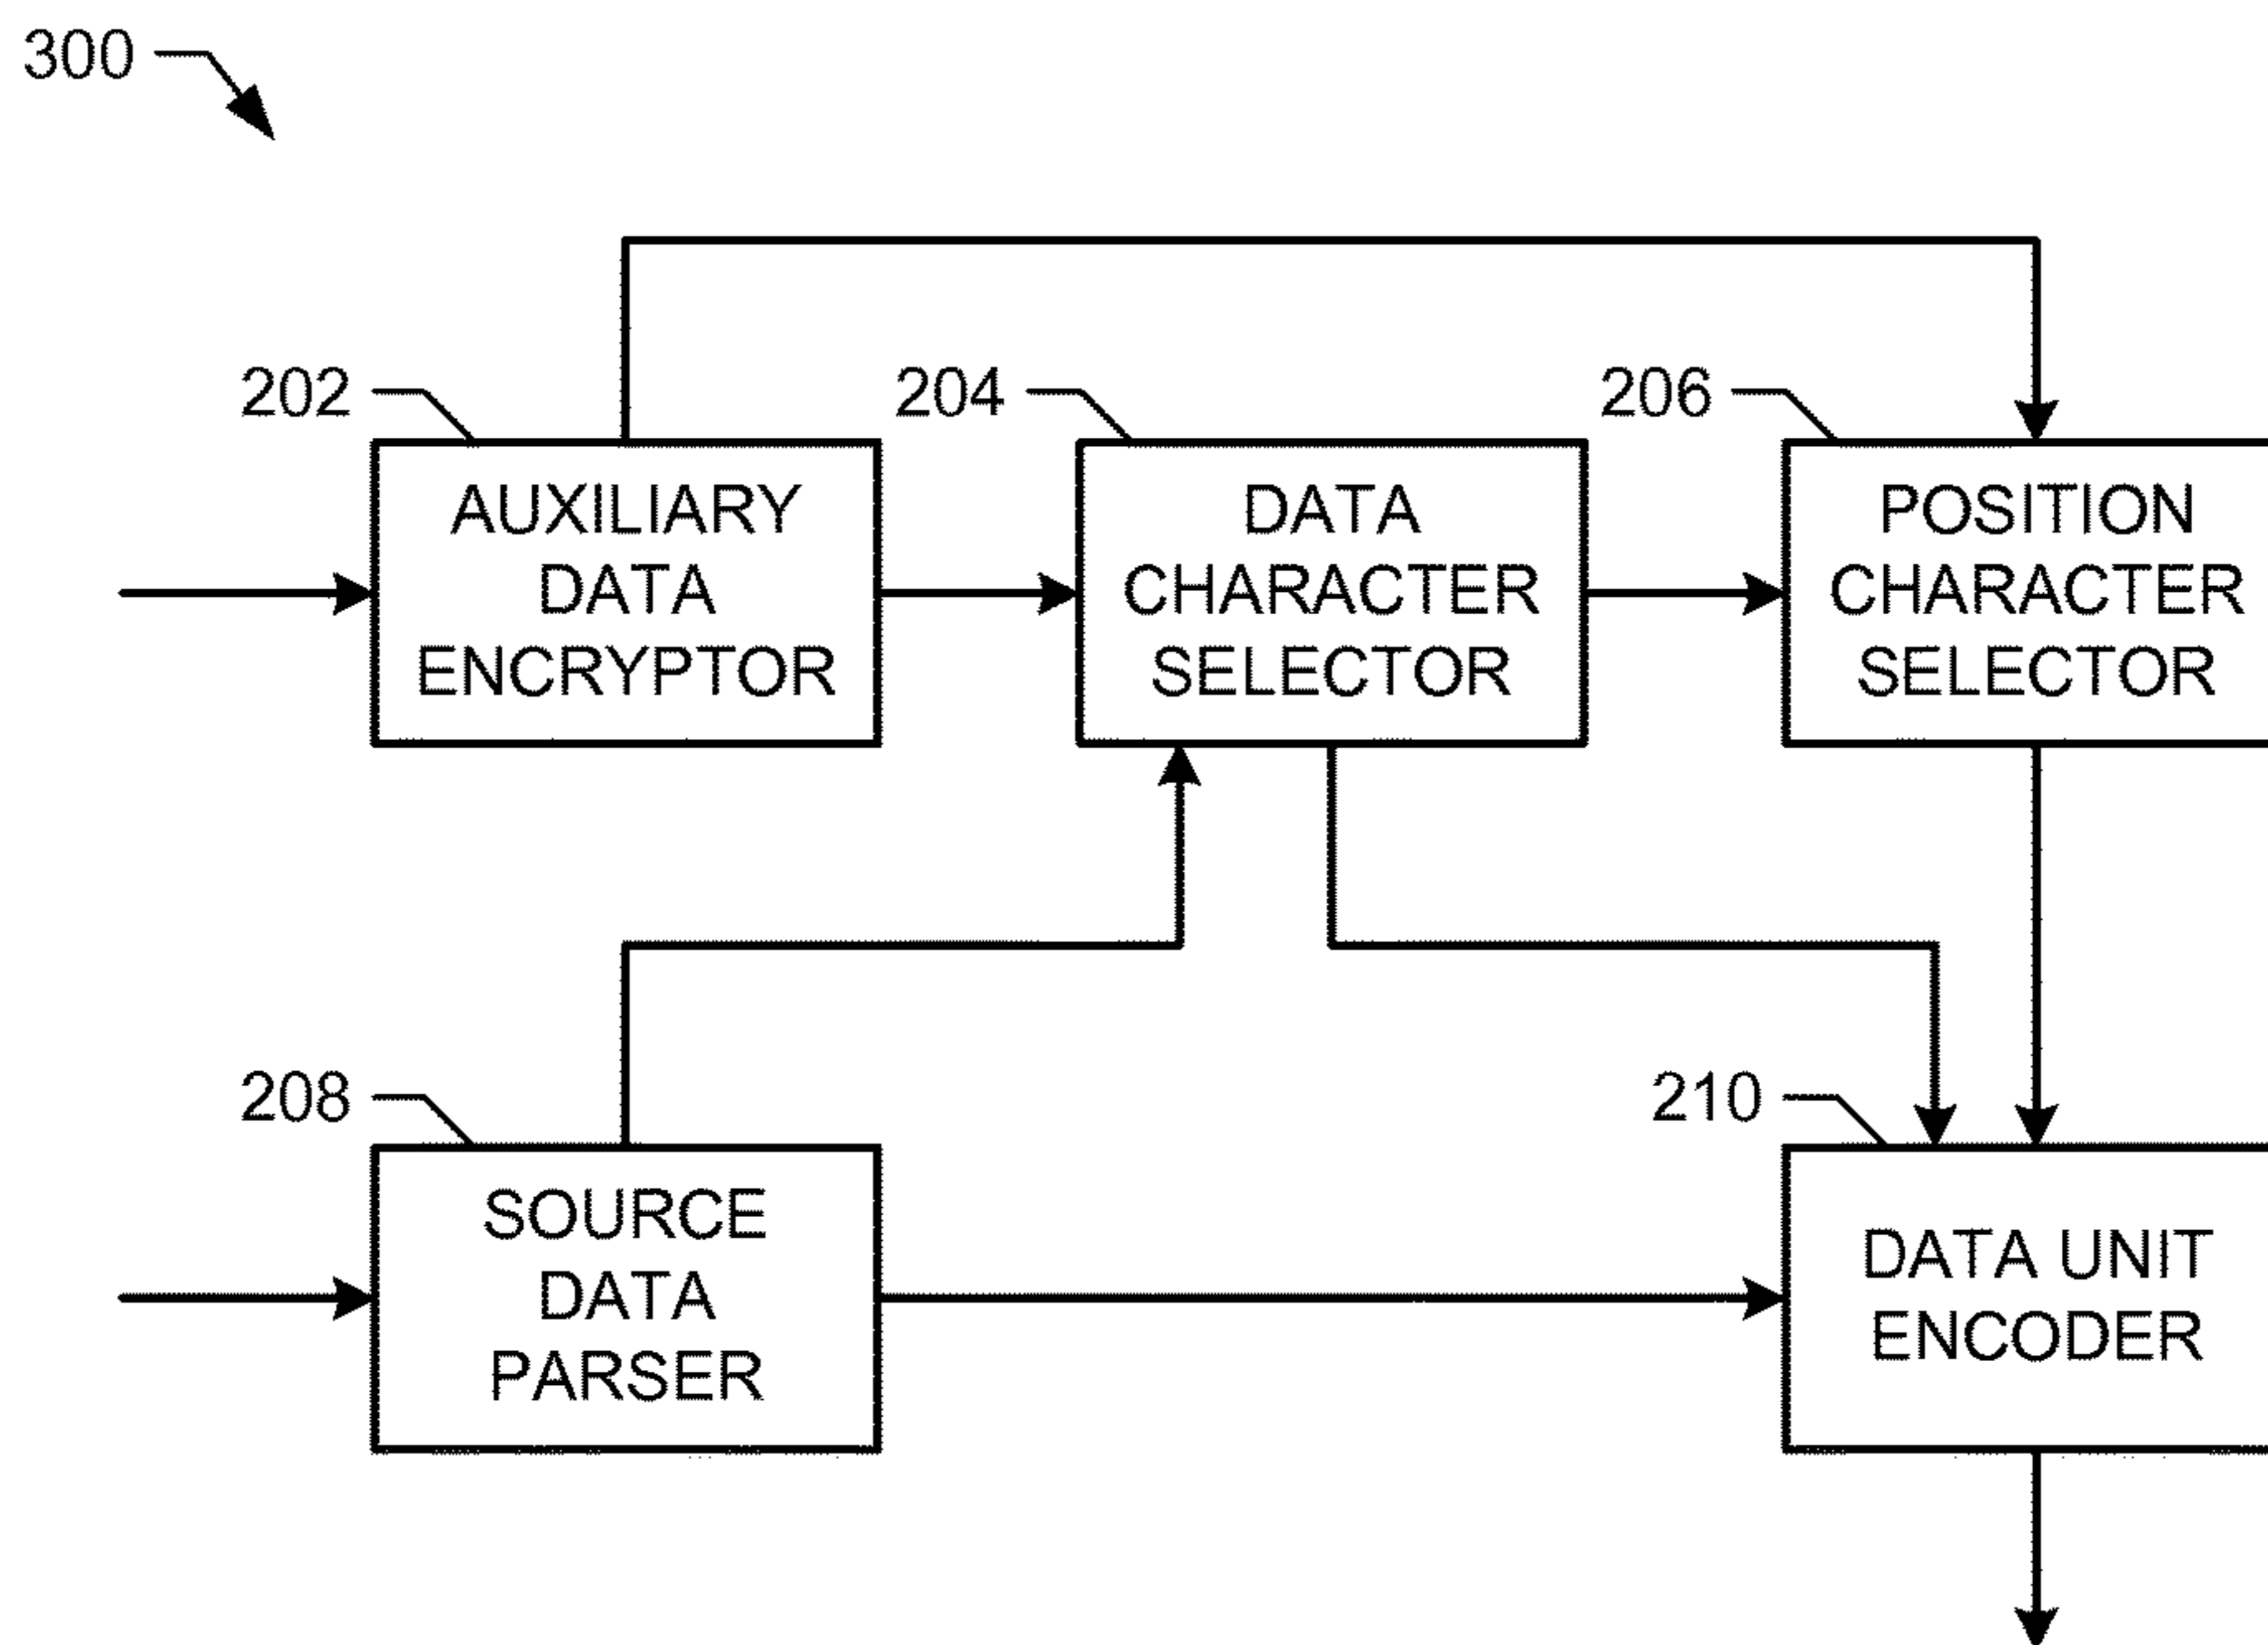 300
202
AUXILIARY
DATA
ENCRYPTOR
204
DATA
CHARACTER
SELECTOR
206
POSITION
CHARACTER
SELECTOR
208
SOURCE
DATA
PARSER
210
DATA UNIT
ENCODER